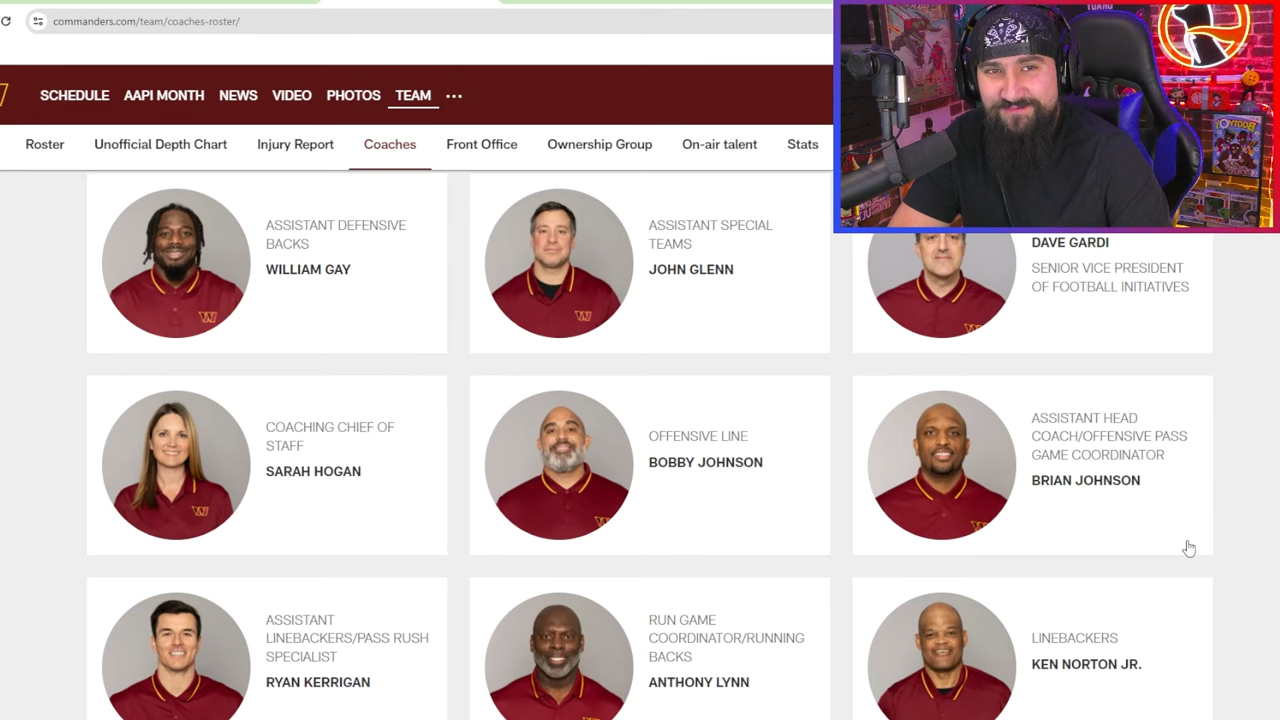 commanders.com/team/coaches-roster/
SCHEDULE AAPI MONTH NEWS VIDEO PHOTOS TEAM ...
Roster Unofficial Depth Chart Injury Report Coaches Front Office Ownership Group On-air talent Stats
ASSISTANT DEFENSIVE
BACKS
WILLIAM GAY
ASSISTANT SPECIAL
TEAMS
JOHN GLENN
DAVE GARDI
SENIOR VICE PRESIDENT
OF FOOTBALL INITIATIVES
COACHING CHIEF OF
STAFF
SARAH HOGAN
OFFENSIVE LINE
BOBBY JOHNSON
ASSISTANT HEAD
COACH/OFFENSIVE PASS
GAME COORDINATOR
BRIAN JOHNSON
ASSISTANT
LINEBACKERS/PASS RUSH
SPECIALIST
RYAN KERRIGAN
RUN GAME
COORDINATOR/RUNNING
BACKS
ANTHONY LYNN
LINEBACKERS
KEN NORTON JR.